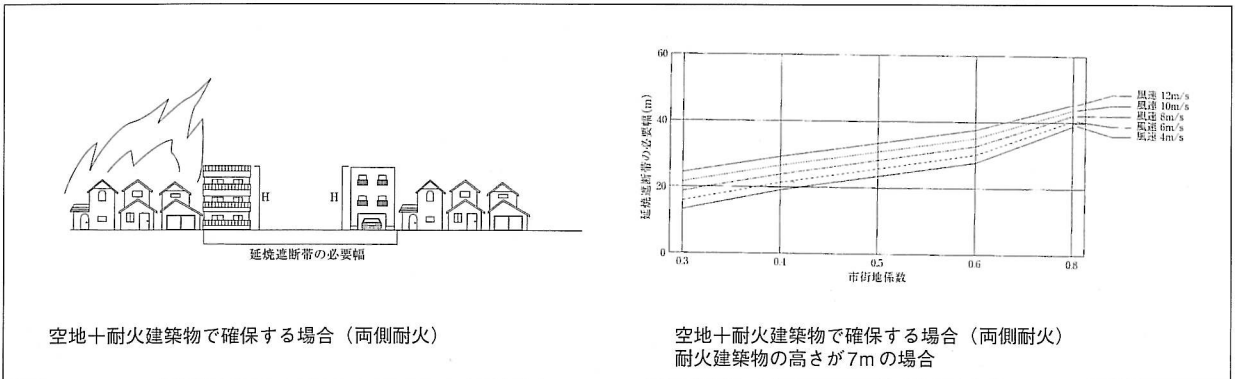 H
H
延焼遮断帯の必要幅
空地＋耐火建築物で確保する場合（両側耐火）
60
40
20
0
延焼遮断帯の必要幅(m)
0.3
0.4
0.5
0.6
0.8
市街地係数
風速 12m/s
風速 10m/s
風速 8m/s
風速 6m/s
風速 4m/s
空地＋耐火建築物で確保する場合（両側耐火）
耐火建築物の高さが7mの場合